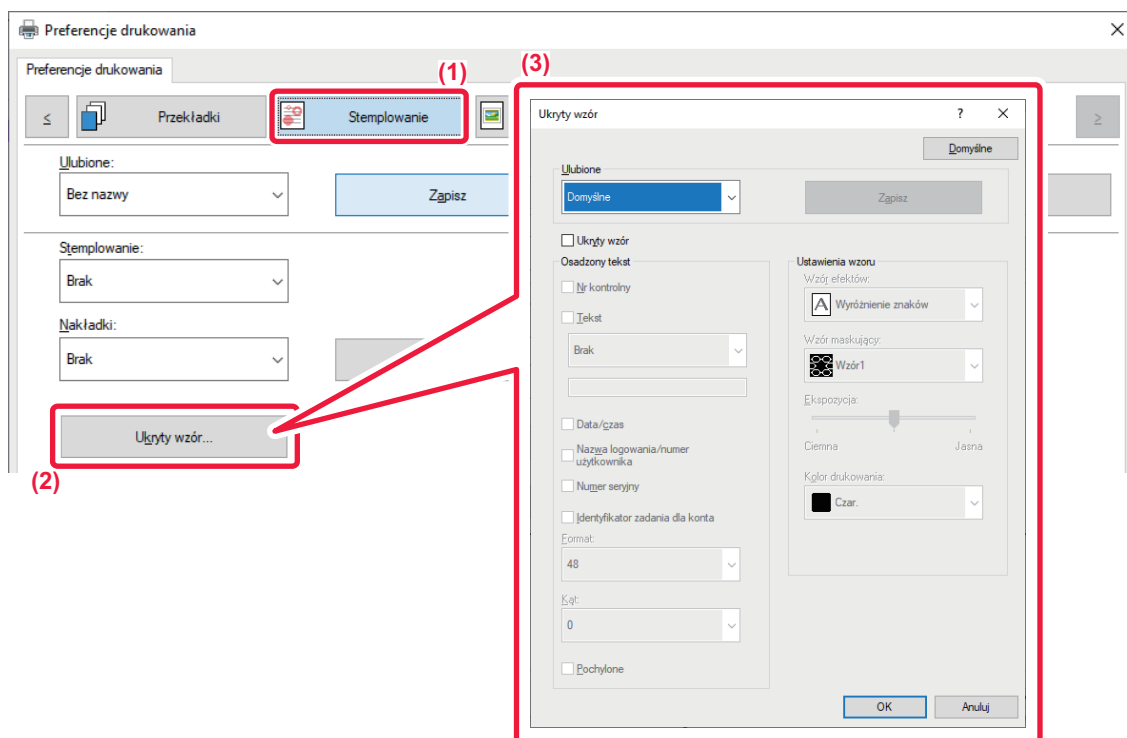 Preferencje drukowania
Preferencje drukowania
(1)
(3)
<
Przekładki
Stemplowanie
>
Ulubione:
Bez nazwy
Zapisz
Stemplowanie:
Brak
Nakładki:
Brak
Ukryty wzór...
(2)
Ukryty wzór
?
Domyślne
Ulubione
Domyślne
Zapisz
Ukryty wzór
Osadzony tekst
Nr kontrolny
Tekst
Brak
Data/czas
Nazwa logowania/numer
użytkownika
Numer seryjny
Identyfikator zadania dla konta
Format:
48
Kąt:
0
Pochylone
Ustawienia wzoru
Wzór efektów:
A Wyróżnienie znaków
Wzór maskujący:
Wzór1
Ekspozycja:
Ciemna Jasna
Kolor drukowania:
Czar.
OK
Anuluj